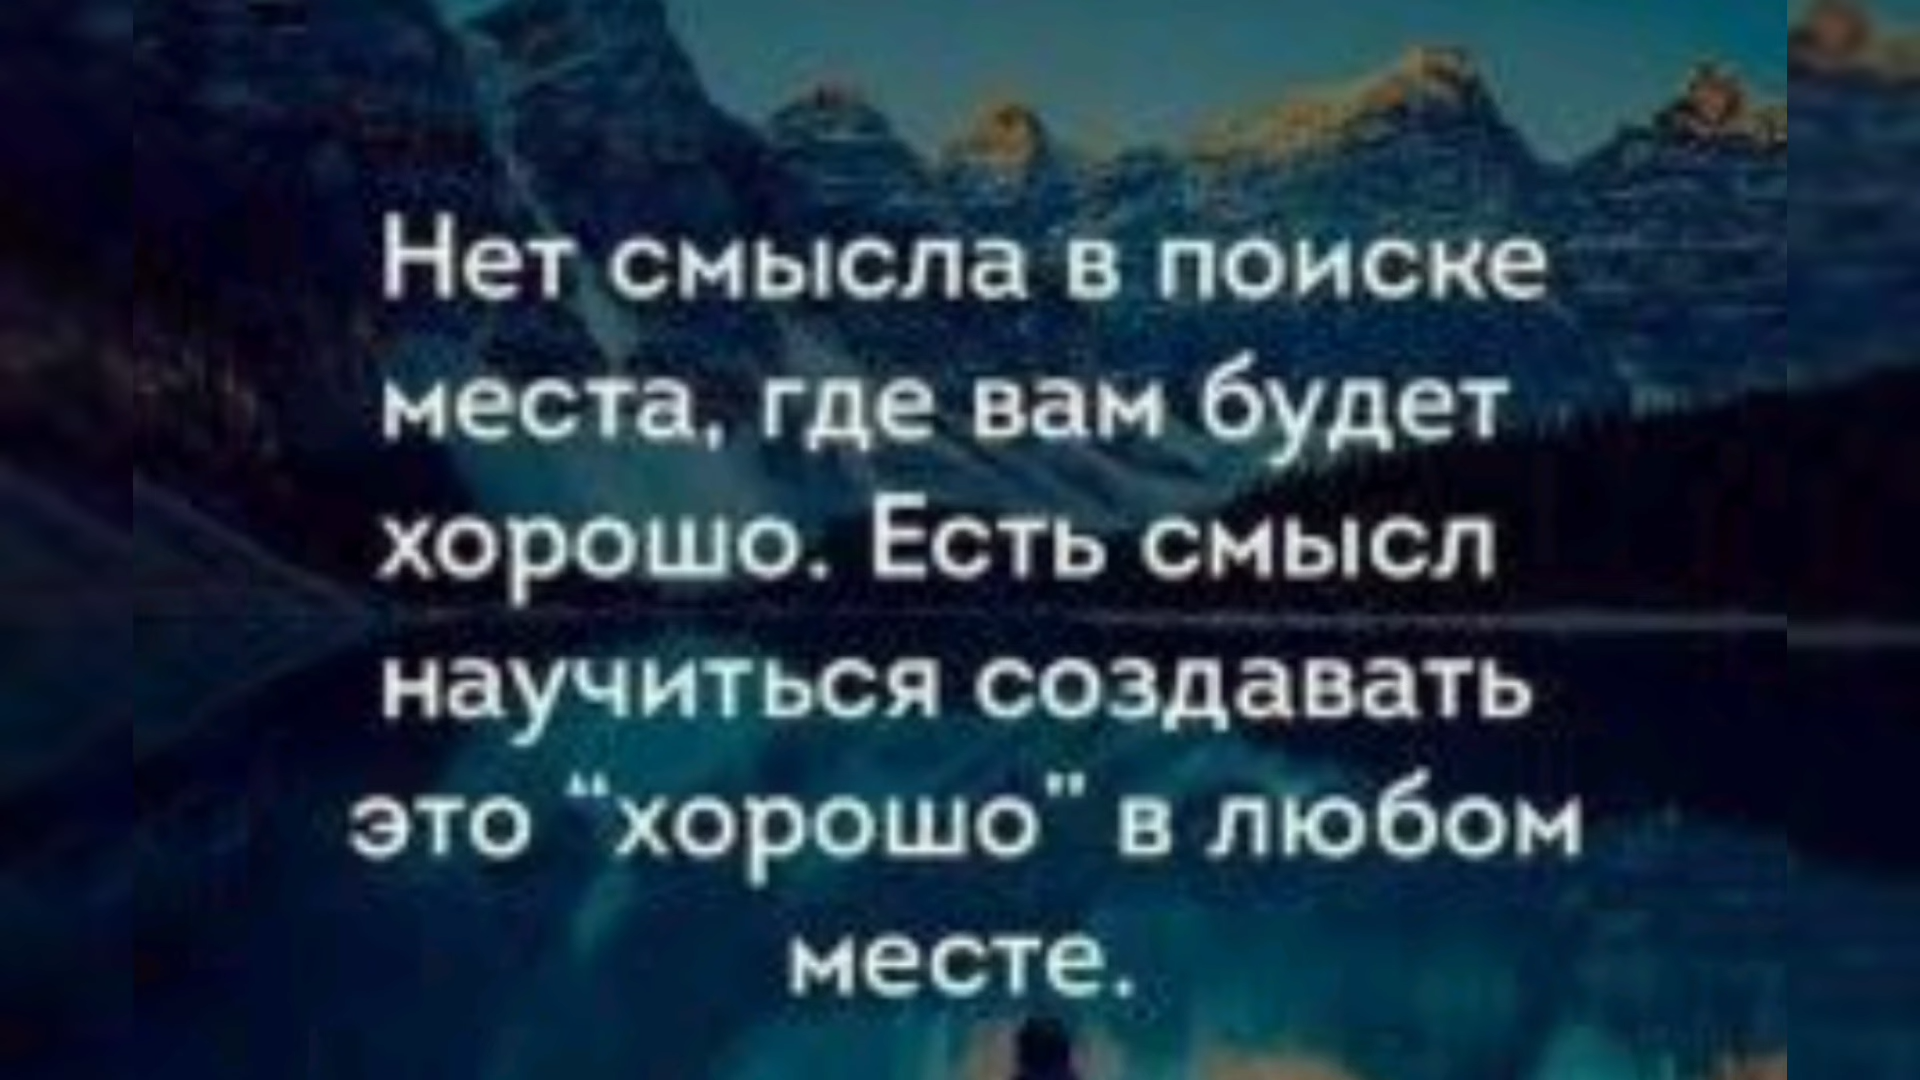 Нет смысла в поиске
места, где вам будет
хорошо. Есть смысл
научиться создавать
это “хорошо” в любом
месте.